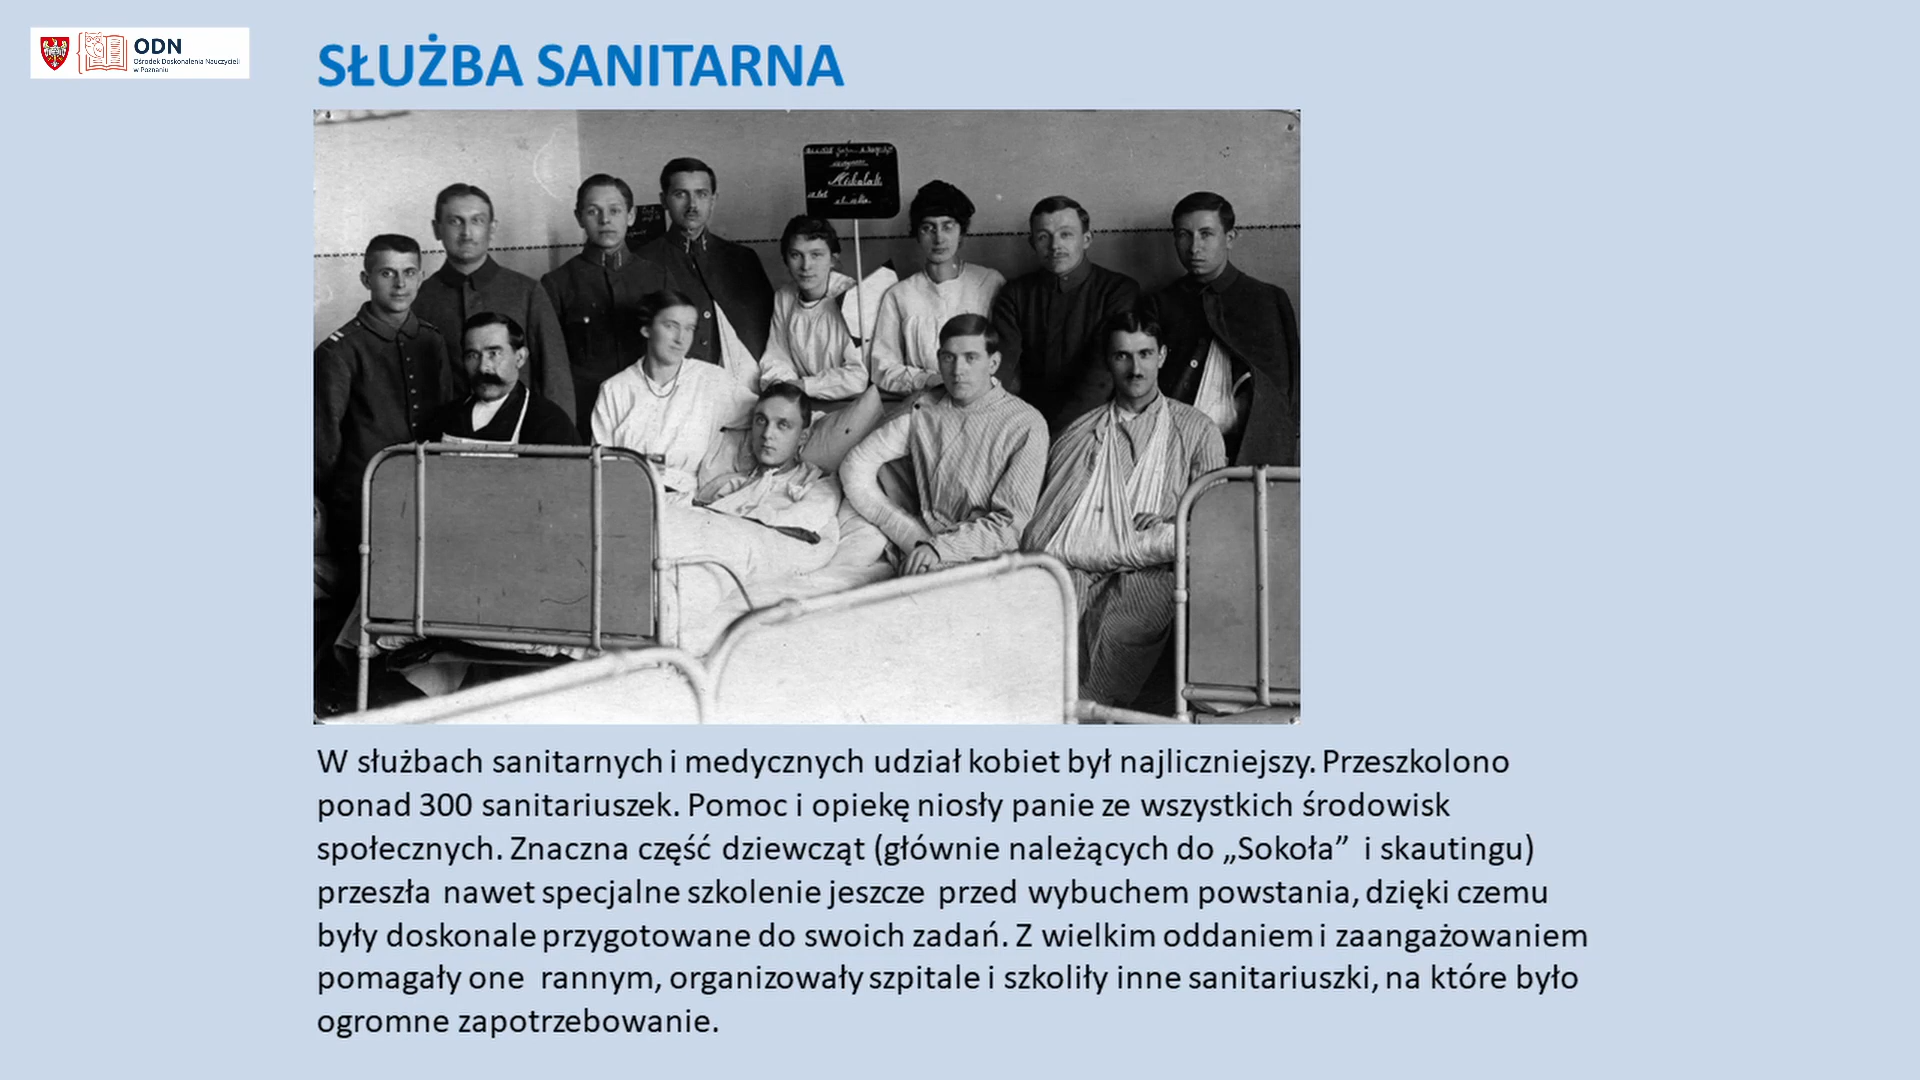 ODN
Ośrodek Doskonalenia Nauczycieli
w Poznaniu
SŁUŻBA SANITARNA
W służbach sanitarnych i medycznych udział kobiet był najliczniejszy. Przeszkolono
ponad 300 sanitariuszek. Pomoc i opiekę niosły panie ze wszystkich środowisk
społecznych. Znaczna część dziewcząt (głównie należących do „Sokoła” i skautingu)
przeszła nawet specjalne szkolenie jeszcze przed wybuchem powstania, dzięki czemu
były doskonale przygotowane do swoich zadań. Z wielkim oddaniem i zaangażowaniem
pomagały one rannym, organizowały szpitale i szkoliły inne sanitariuszki, na które było
ogromne zapotrzebowanie.